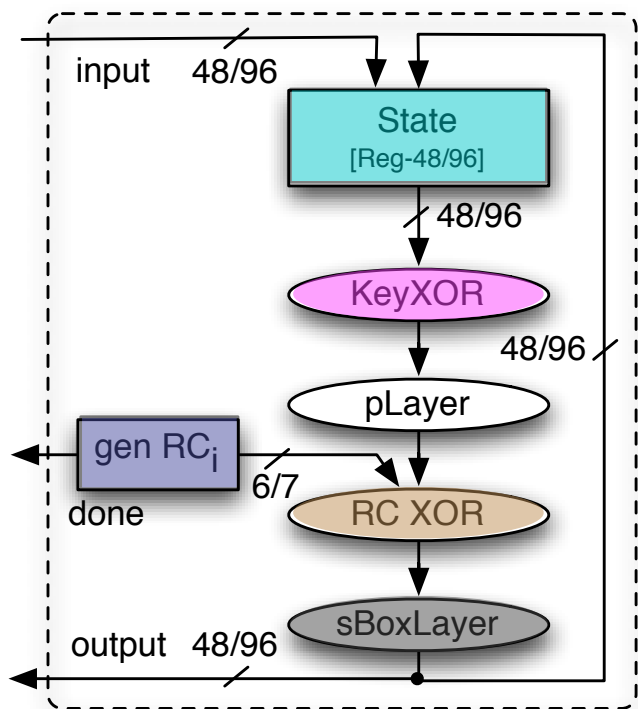 input 48/96
State
[Reg-48/96]
48/96
KeyXOR
48/96
pLayer
gen RCi
6/7
done
RC XOR
sBoxLayer
output 48/96